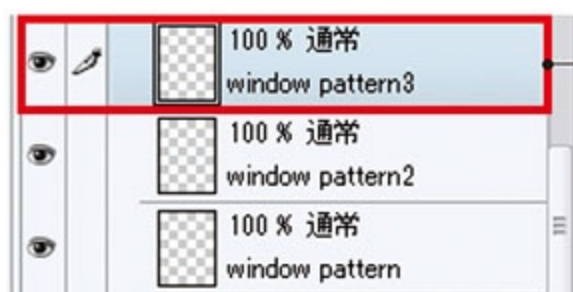 100 % 通常
window pattern3
100 % 通常
window pattern2
100 % 通常
window pattern